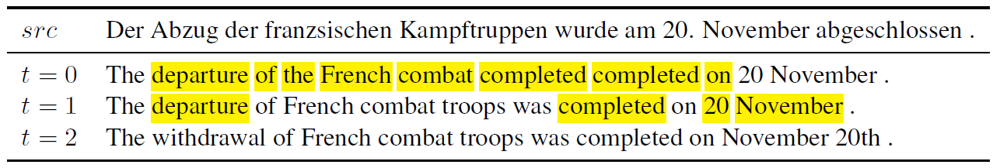 src Der Abzug der franzsischen Kampftruppen wurde am 20. November abgeschlossen .
t = 0 The departure of the French combat completed completed on 20 November .
t = 1 The departure of French combat troops was completed on 20 November .
t = 2 The withdrawal of French combat troops was completed on November 20th .